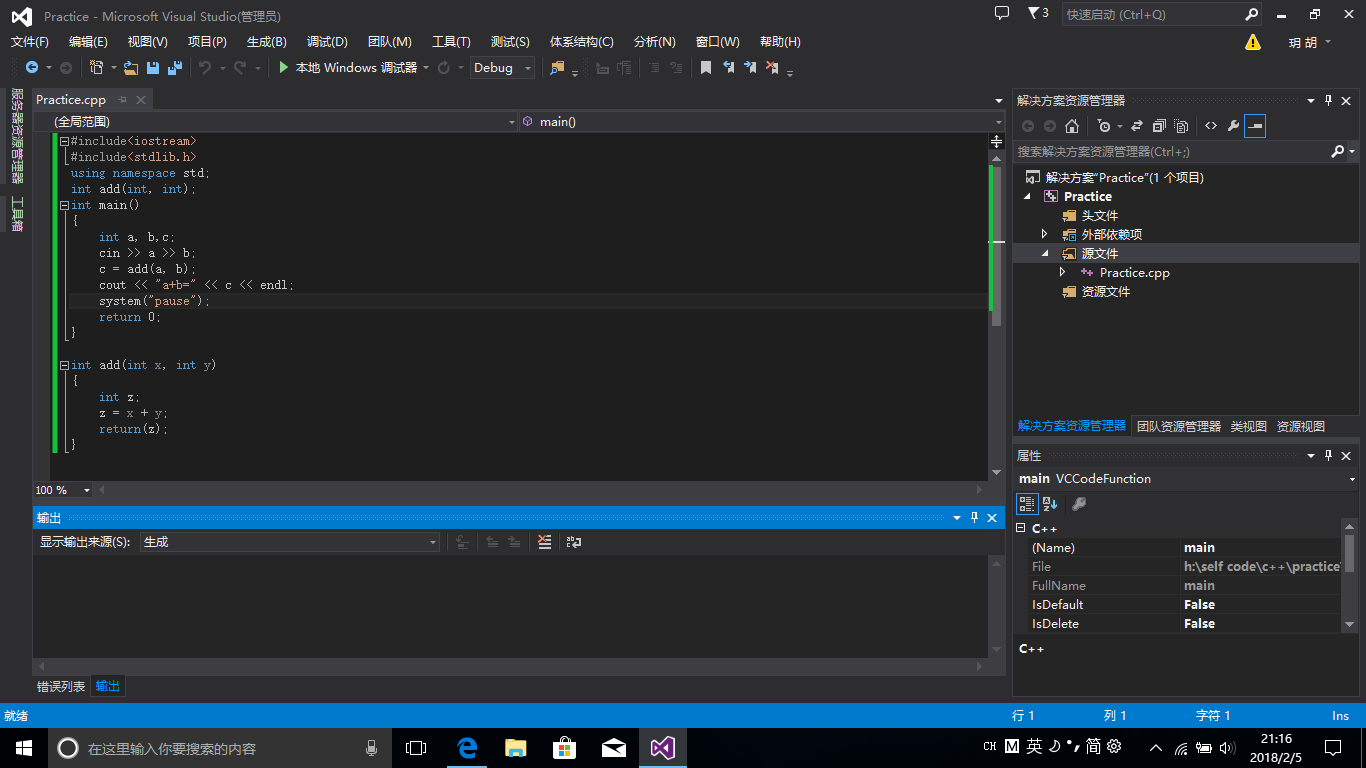 Practice - Microsoft Visual Studio(管理员)
3
快速启动 (Ctrl+Q)
文件(F) 编辑(E) 视图(V) 项目(P) 生成(B) 调试(D) 团队(M) 工具(T) 测试(S) 体系结构(C) 分析(N) 窗口(W) 帮助(H)
玥 胡
本地 Windows 调试器
Debug
服务器资源管理器
工具箱
Practice.cpp
(全局范围)
main()
#include<iostream>
#include<stdlib.h>
using namespace std;
int add(int, int);
int main()
{
int a, b,c;
cin >> a >> b;
c = add(a, b);
cout << "a+b=" << c << endl;
system("pause");
return 0;
}
int add(int x, int y)
{
int z;
z = x + y;
return(z);
}
100 %
输出
显示输出来源(S): 生成
错误列表 输出
解决方案资源管理器
搜索解决方案资源管理器(Ctrl+;)
解决方案"Practice"(1 个项目)
Practice
头文件
外部依赖项
源文件
Practice.cpp
资源文件
解决方案资源管理器 团队资源管理器 类视图 资源视图
属性
main VCCodeFunction
C++
(Name) main
File h:\self code\c++\practice\
FullName main
IsDefault False
IsDelete False
C++
就绪
行 1
列 1
字符 1
Ins
在这里输入你要搜索的内容
CH M 英 简
21:16
2018/2/5